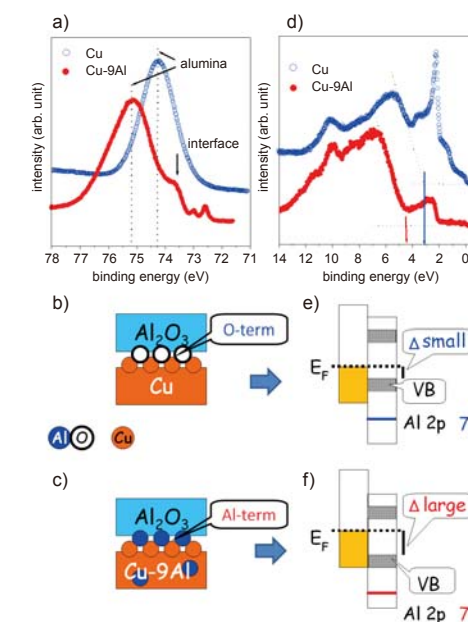 a)
Cu
Cu-9Al
alumina
interface
intensity (arb. unit)
78 77 76 75 74 73 72 71
binding energy (eV)
d)
Cu
Cu-9Al
intensity (arb. unit)
14 12 10 8 6 4 2 0
binding energy (eV)
b)
Al2O3
O-term
Cu
Al O Cu
e)
Δ small
EF
VB
Al 2p 7
c)
Al2O3
Al-term
Cu-9Al
f)
Δ large
EF
VB
Al 2p 7